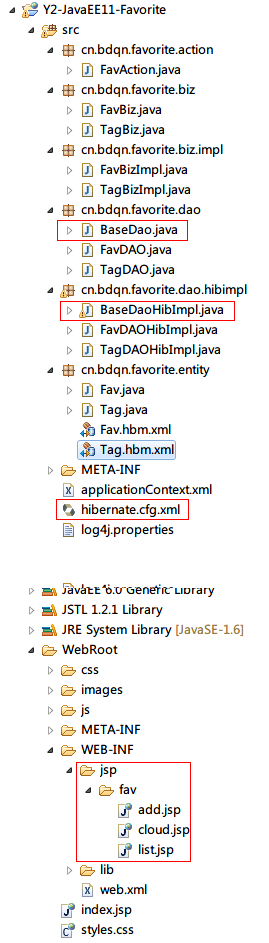 Y2-JavaEE11-Favorite
src
cn.bdqn.favorite.action
FavAction.java
cn.bdqn.favorite.biz
FavBiz.java
TagBiz.java
cn.bdqn.favorite.biz.impl
FavBizImpl.java
TagBizImpl.java
cn.bdqn.favorite.dao
BaseDao.java
FavDAO.java
TagDAO.java
cn.bdqn.favorite.dao.hibimpl
BaseDaoHibImpl.java
FavDAOHibImpl.java
TagDAOHibImpl.java
cn.bdqn.favorite.entity
Fav.java
Tag.java
Fav.hbm.xml
Tag.hbm.xml
META-INF
applicationContext.xml
hibernate.cfg.xml
log4j.properties
JavaEE 6.0 Generic Library
JSTL 1.2.1 Library
JRE System Library [JavaSE-1.6]
WebRoot
css
images
js
META-INF
WEB-INF
jsp
fav
add.jsp
cloud.jsp
list.jsp
lib
web.xml
index.jsp
styles.css